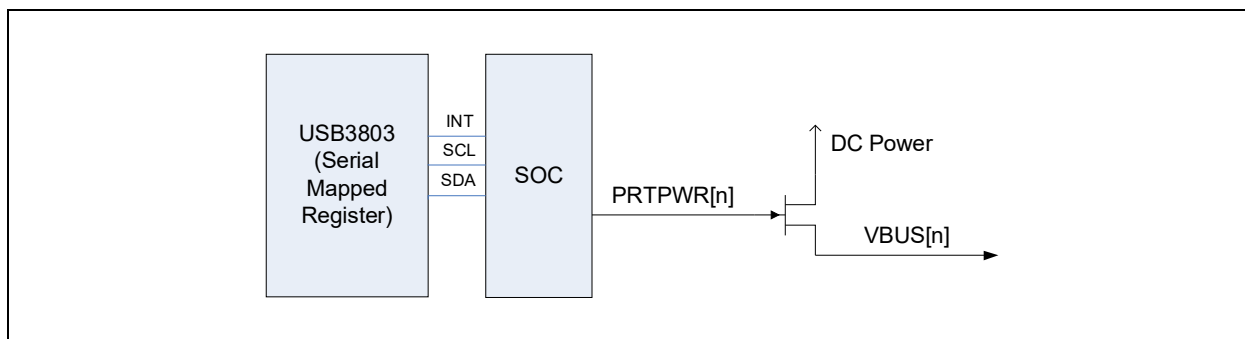 USB3803
(Serial
Mapped
Register)
INT
SCL
SDA
SOC
PRTPWR[n]
DC Power
VBUS[n]